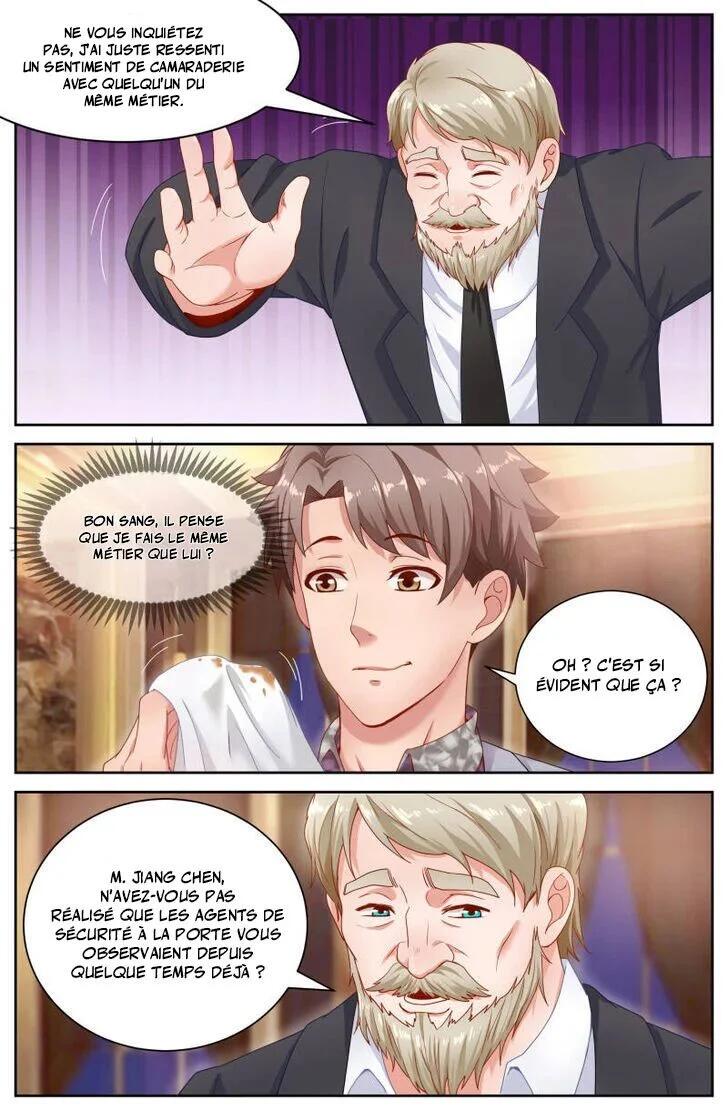 NE VOUS INQUIÉTEZ
PAS, J'AI JUSTE RESSENTI
UN SENTIMENT DE CAMARADERIE
AVEC QUELQU'UN DU
MÊME MÉTIER.
BON SANG, IL PENSE
QUE JE FAIS LE MÊME
MÉTIER QUE LUI ?
OH ? C'EST SI
ÉVIDENT QUE ÇA ?
M. JIANG CHEN,
N'AVEZ-VOUS PAS
RÉALISÉ QUE LES AGENTS DE
SÉCURITÉ À LA PORTE VOUS
OBSERVAIENT DEPUIS
QUELQUE TEMPS DÉJÀ ?